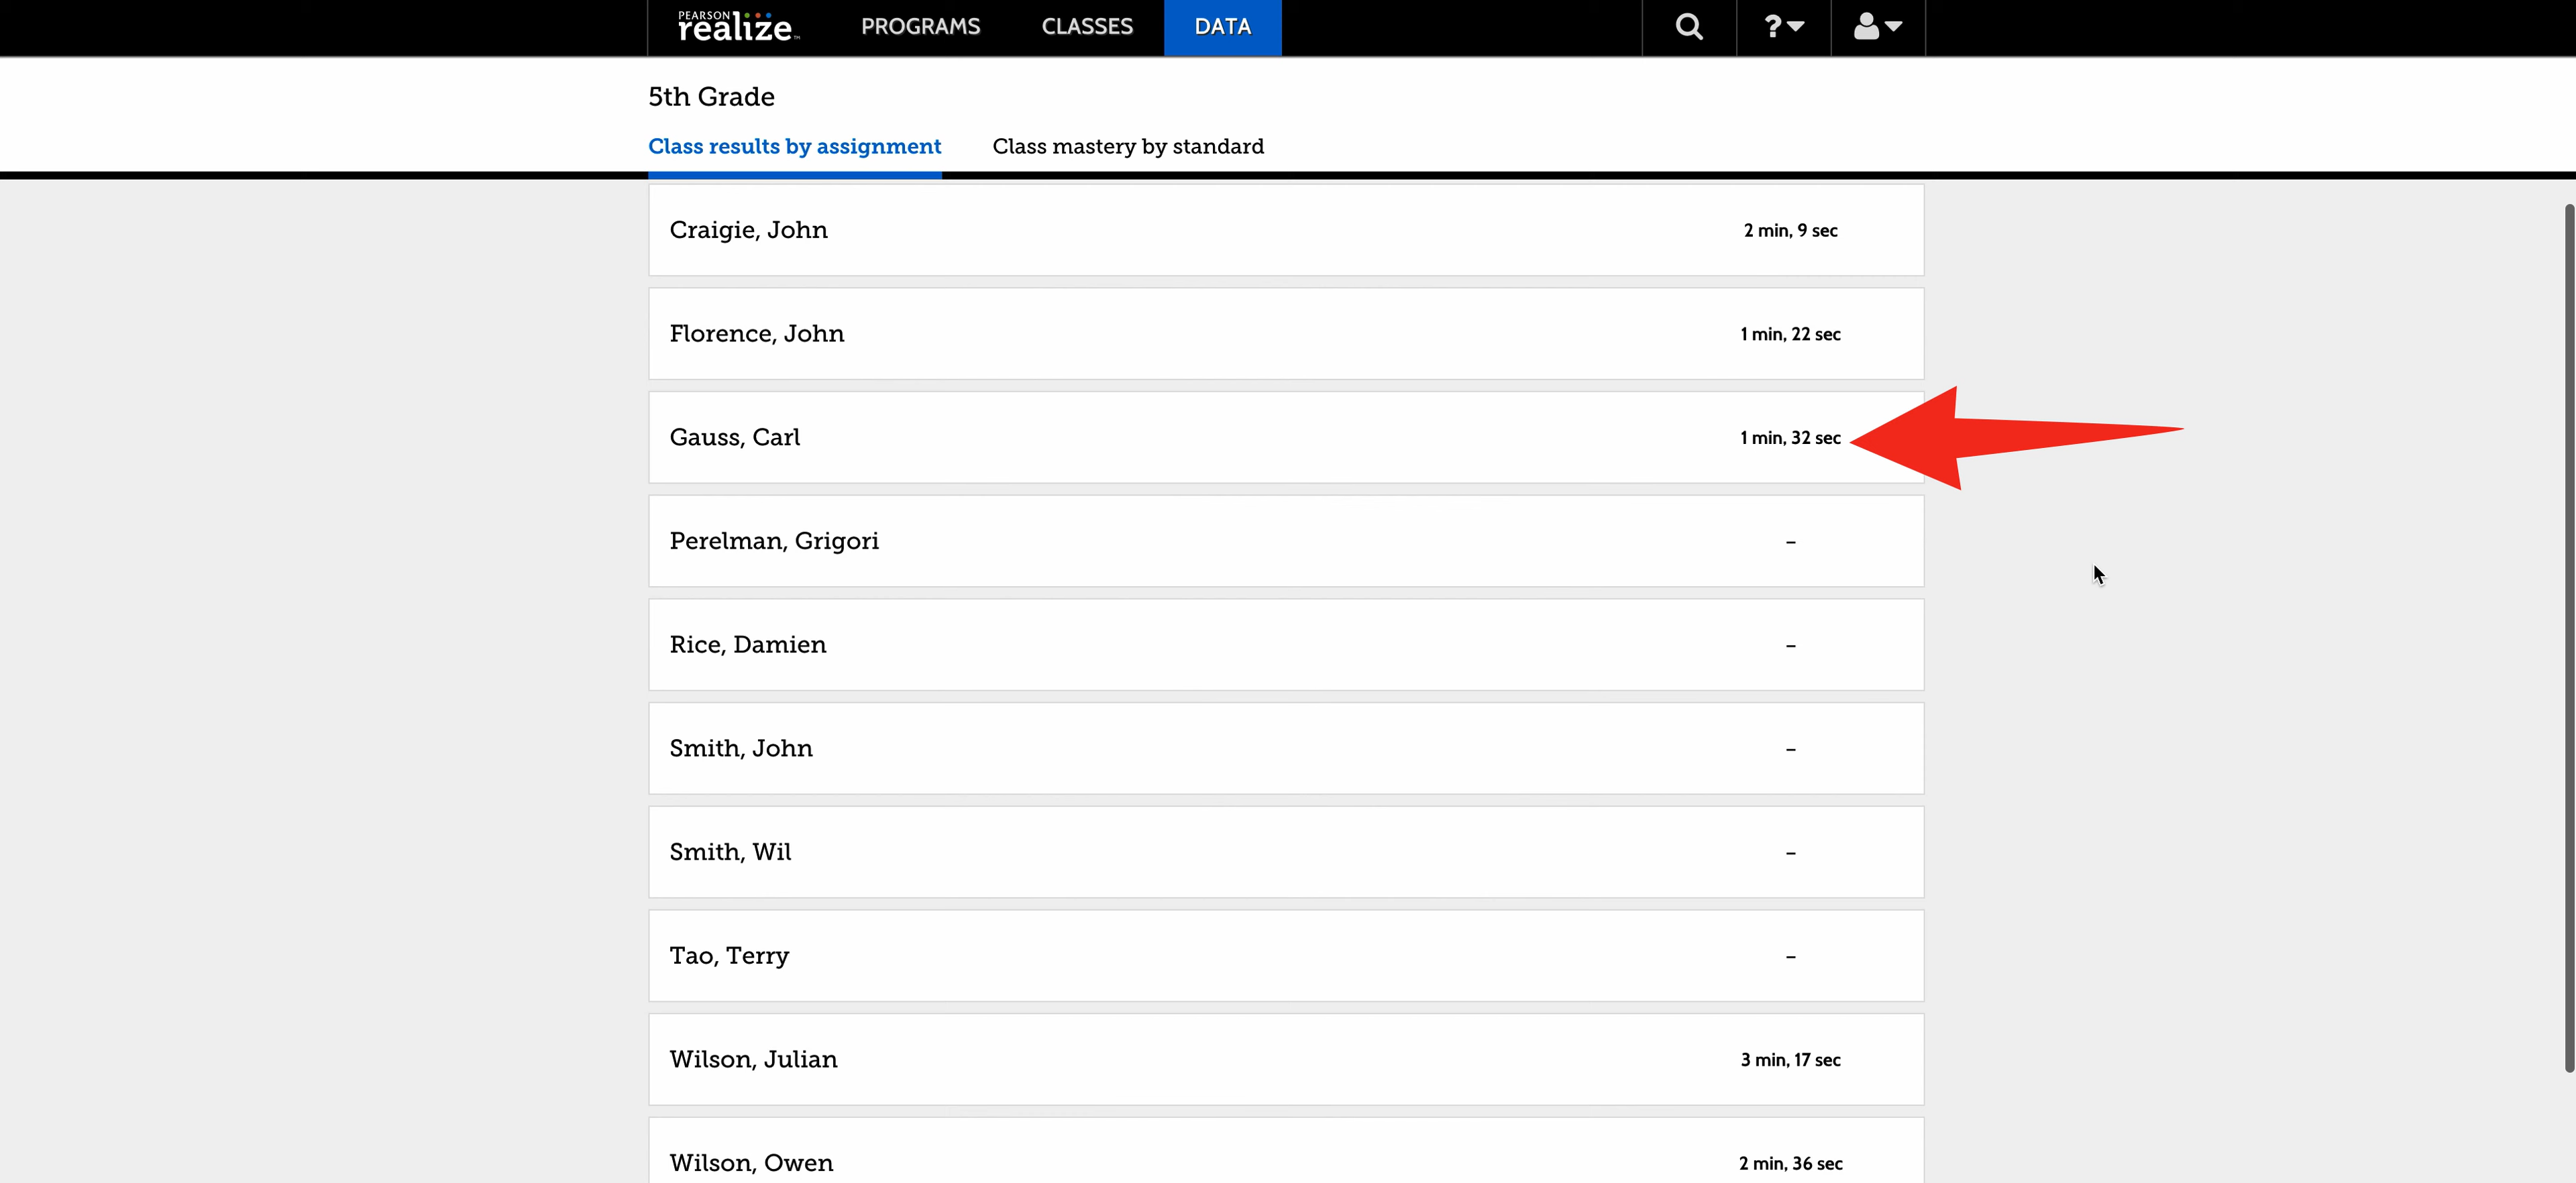 PEARSON
realize™ PROGRAMS CLASSES DATA ?
5th Grade
Class results by assignment Class mastery by standard
Craigie, John 2 min, 9 sec
Florence, John 1 min, 22 sec
Gauss, Carl 1 min, 32 sec
Perelman, Grigori –
Rice, Damien –
Smith, John –
Smith, Wil –
Tao, Terry –
Wilson, Julian 3 min, 17 sec
Wilson, Owen 2 min, 36 sec